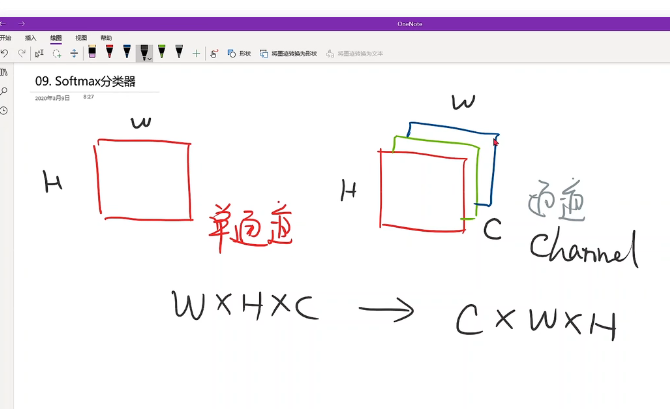 OneNote
开始 插入 绘图 视图 帮助
形状 将墨迹转换为形状 将墨迹转换为文本
09. Softmax分类器
2020年8月9日 8:27
W
W
H
H
单通道
通道
C
Channel
W×H×C → C×W×H